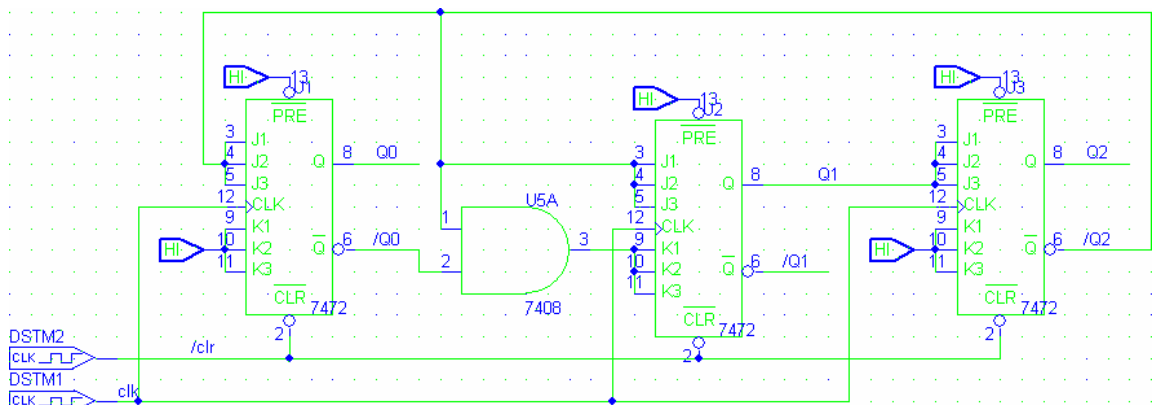 HI
13
U1
PRE
3
J1
4
J2
5
J3
12
CLK
9
K1
10
K2
11
K3
Q
8
Q0
Q
6
/Q0
CLR
7472
2
HI
U5A
1
2
3
7408
HI
13
U2
PRE
3
J1
4
J2
5
J3
12
CLK
9
K1
10
K2
11
K3
Q
8
Q1
Q
6
/Q1
CLR
7472
2
HI
13
U3
PRE
3
J1
4
J2
5
J3
12
CLK
9
K1
10
K2
11
K3
Q
8
Q2
Q
6
/Q2
CLR
7472
2
HI
DSTM2
CLK
/clr
DSTM1
CLK
clk